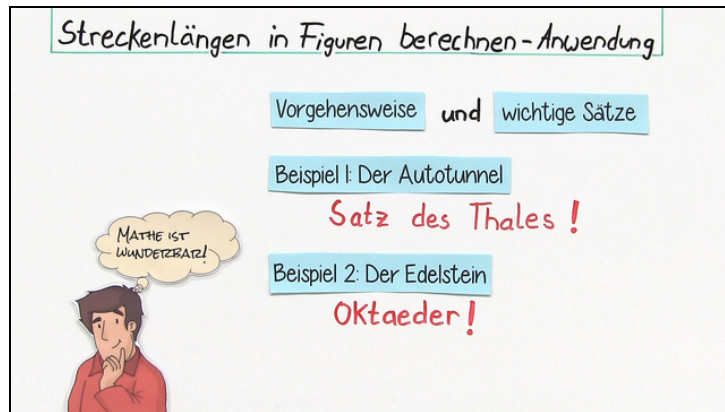 Streckenlängen in Figuren berechnen - Anwendung
Vorgehensweise und wichtige Sätze
Beispiel 1: Der Autotunnel
Satz des Thales!
MATHE IST
WUNDERBAR!
Beispiel 2: Der Edelstein
Oktaeder!